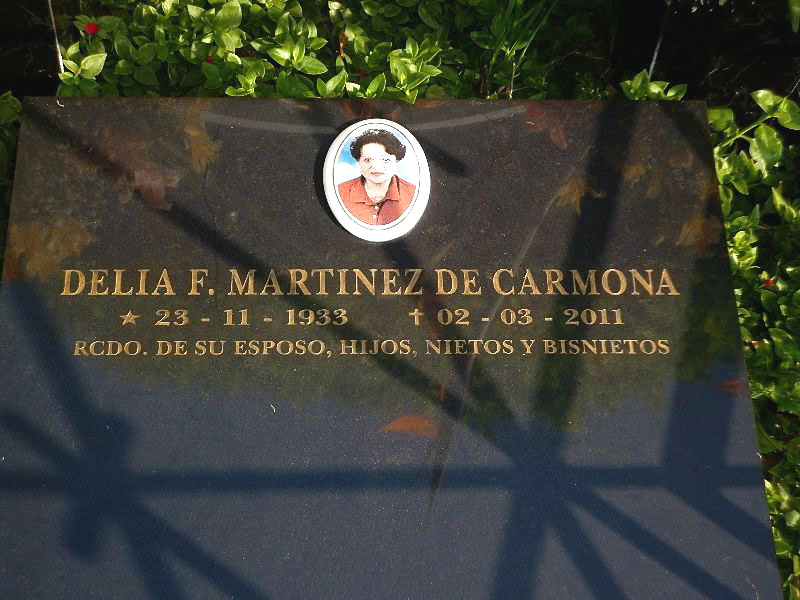 DELIA F. MARTINEZ DE CARMONA
★ 23 - 11 - 1933 ✝ 02 - 03 - 2011
RCDO. DE SU ESPOSO, HIJOS, NIETOS Y BISNIETOS